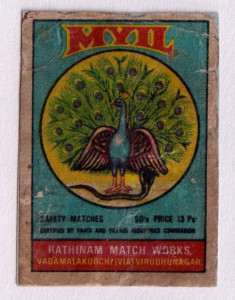 MYIL
SAFETY MATCHES 50's PRICE 13 Ps'
CERTIFIED BY KHADI AND VILLAGE INDUSTRIES COMMISSION
RATHINAM MATCH WORKS,
VADAMALAKURCHY (VIA) VIRUDHUNAGAR.